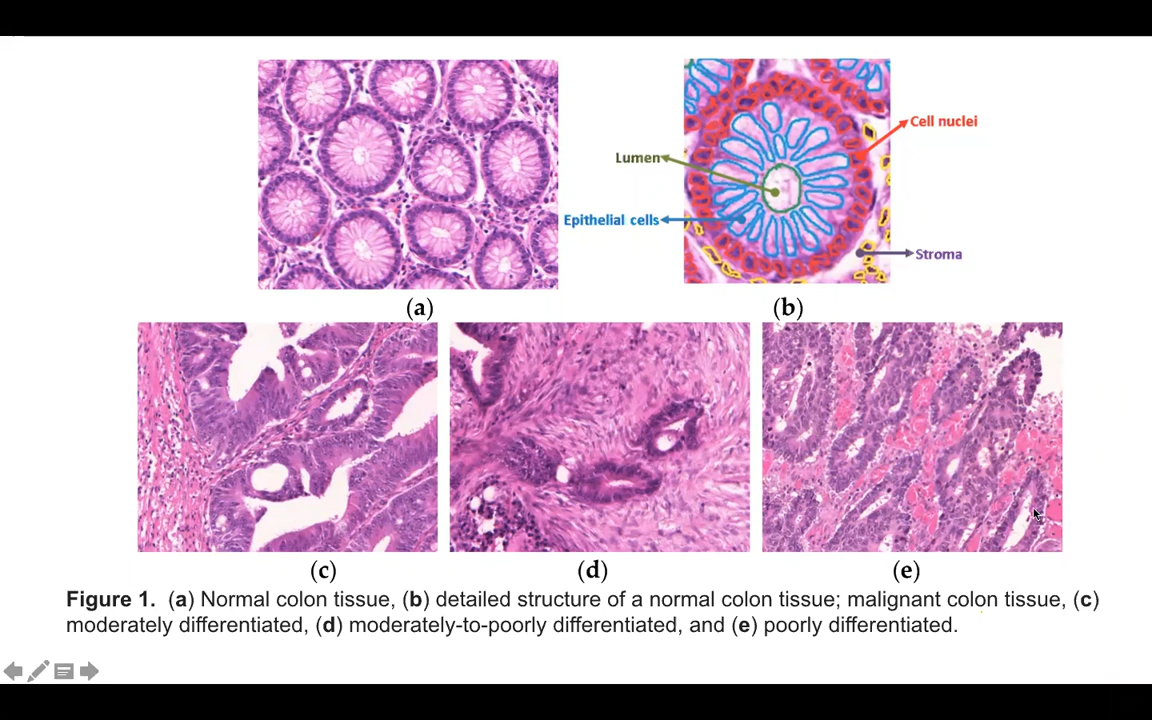 Cell nuclei
Lumen
Epithelial cells
Stroma
(a)
(b)
(c)
(d)
(e)
Figure 1. (a) Normal colon tissue, (b) detailed structure of a normal colon tissue; malignant colon tissue, (c)
moderately differentiated, (d) moderately-to-poorly differentiated, and (e) poorly differentiated.